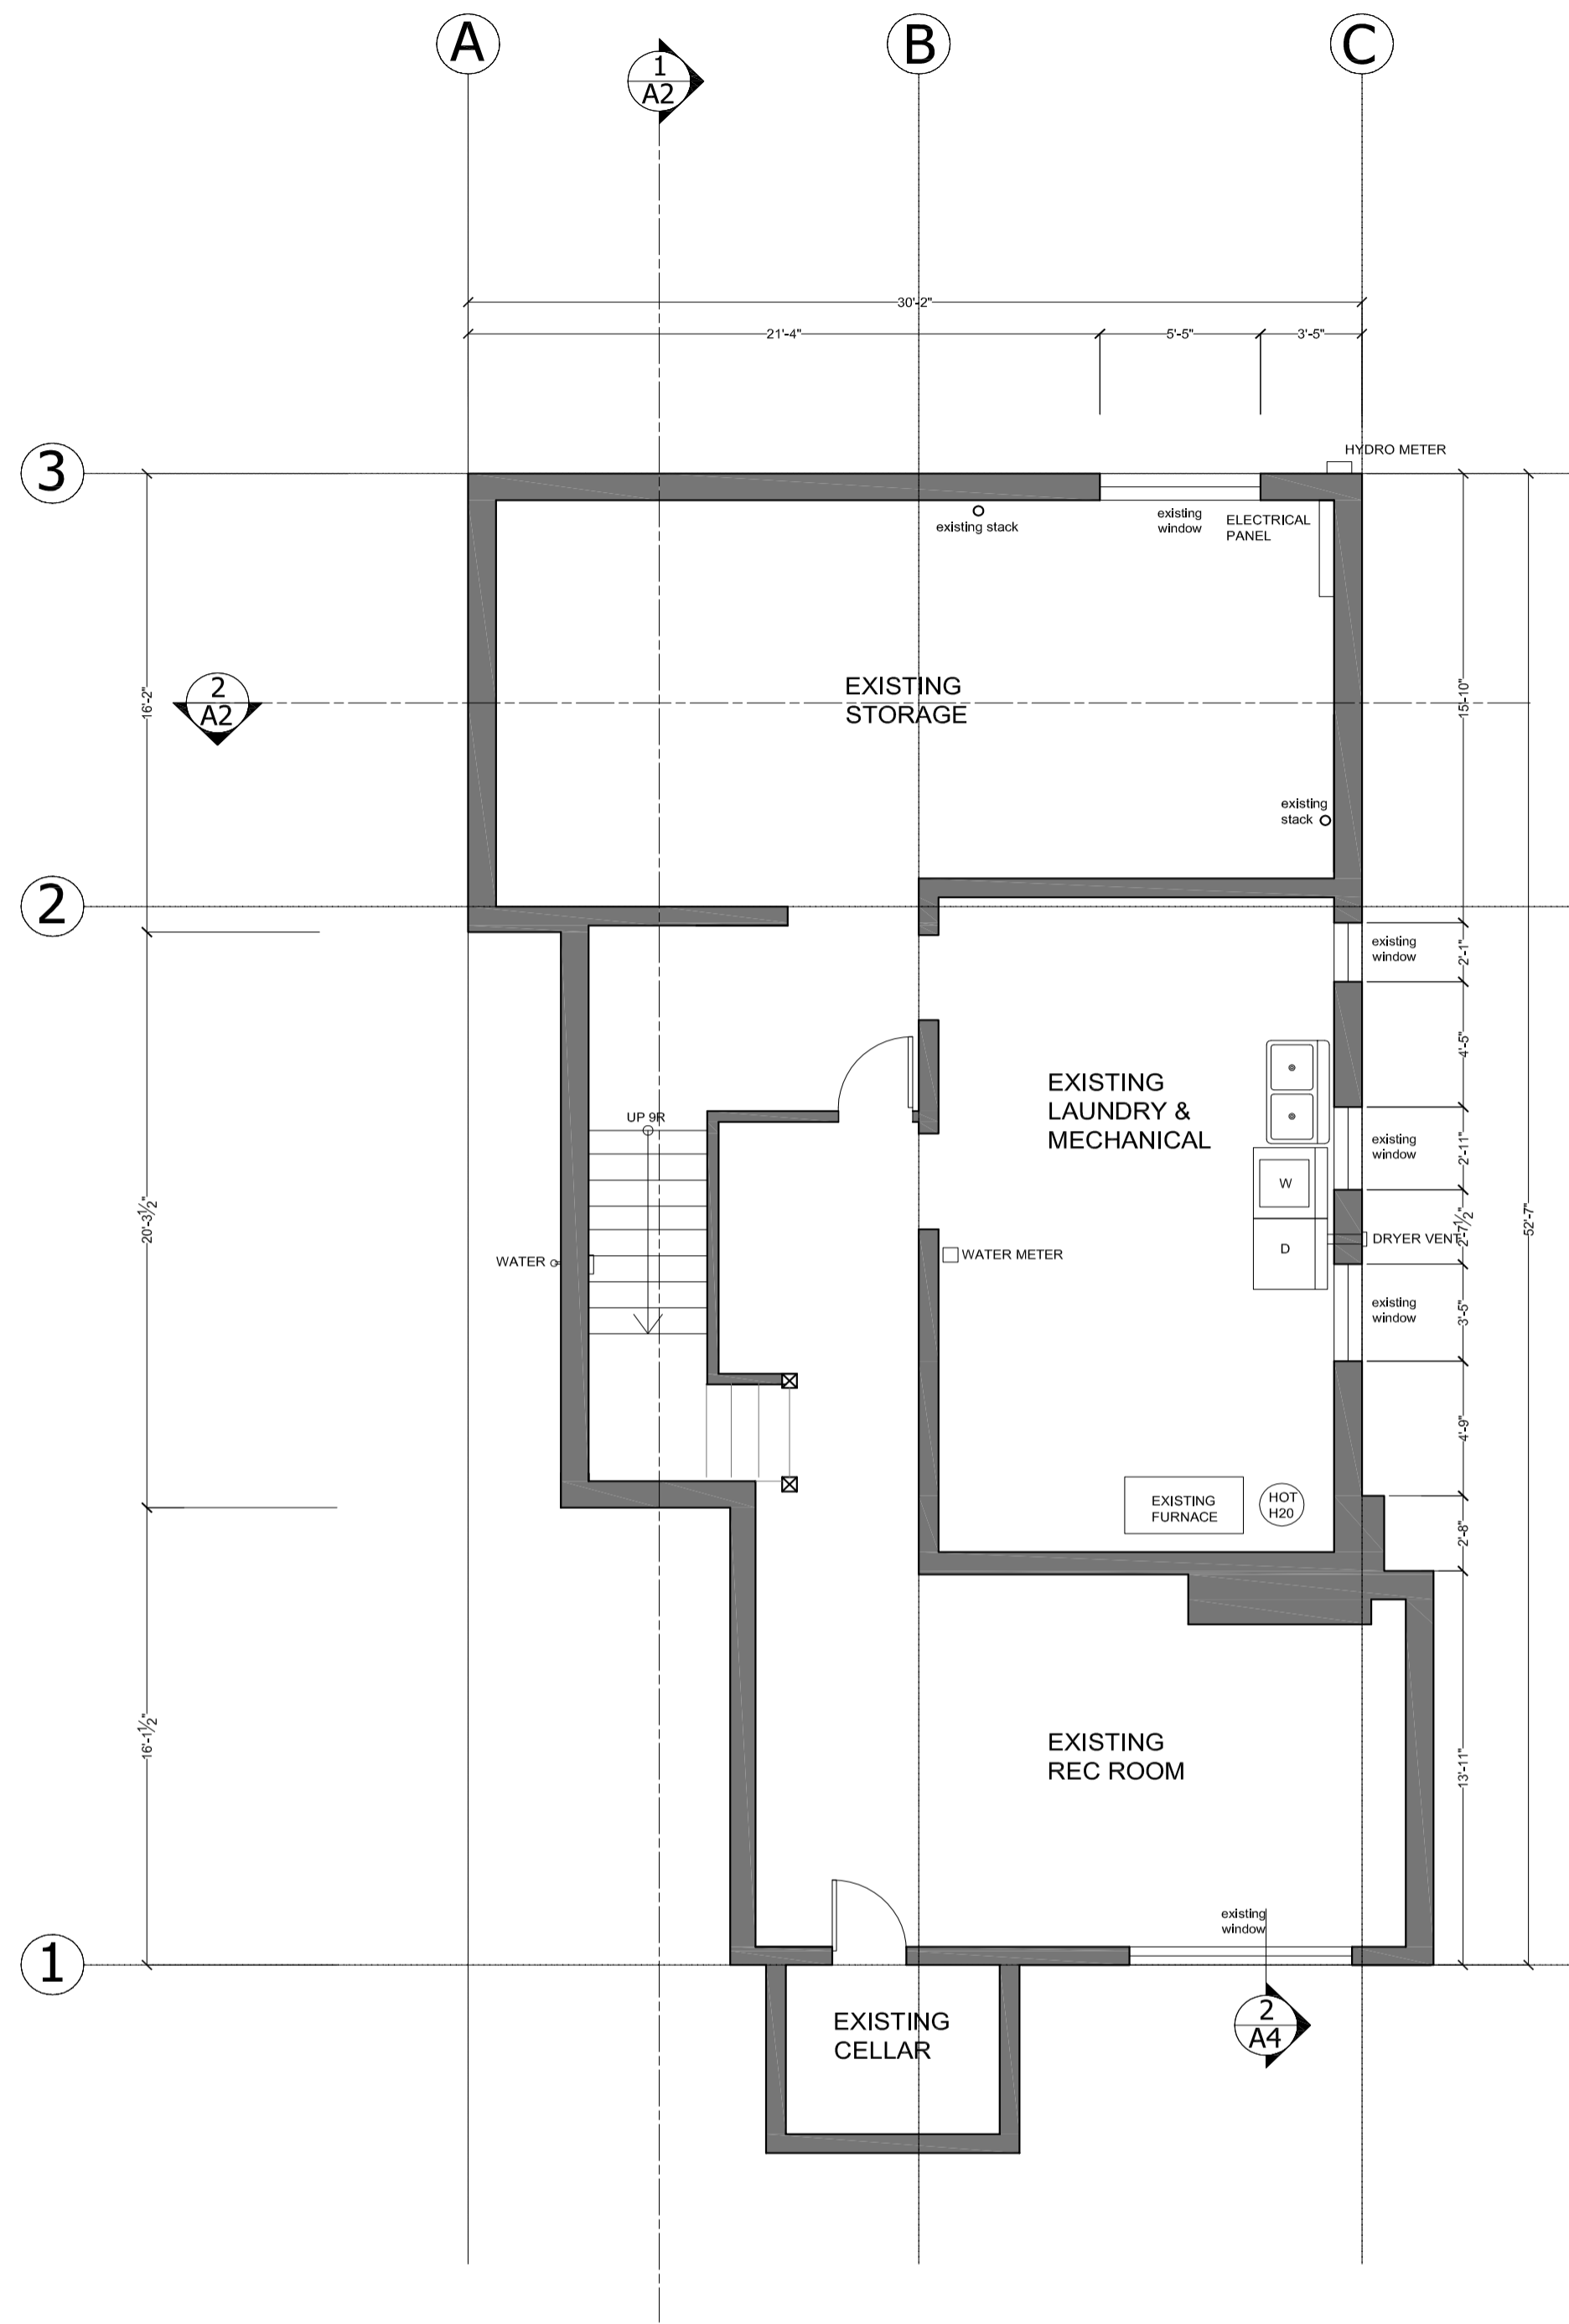 A
B
C
1
A2
30'-2"
21'-4"
5'-5"
3'-5"
3
HYDRO METER
existing stack
existing
window
ELECTRICAL
PANEL
2
A2
16'-2"
EXISTING
STORAGE
15'-10"
existing
stack
2
existing
window
2'-1"
4'-5"
EXISTING
LAUNDRY &
MECHANICAL
UP 9R
existing
window
2'-11"
W
20'-3½"
WATER
WATER METER
D
DRYER VENT
2'-7½"
52'-7"
existing
window
3'-5"
4'-9"
EXISTING
FURNACE
HOT
H20
2'-8"
16'-1½"
EXISTING
REC ROOM
13'-11"
existing
window
1
EXISTING
CELLAR
2
A4